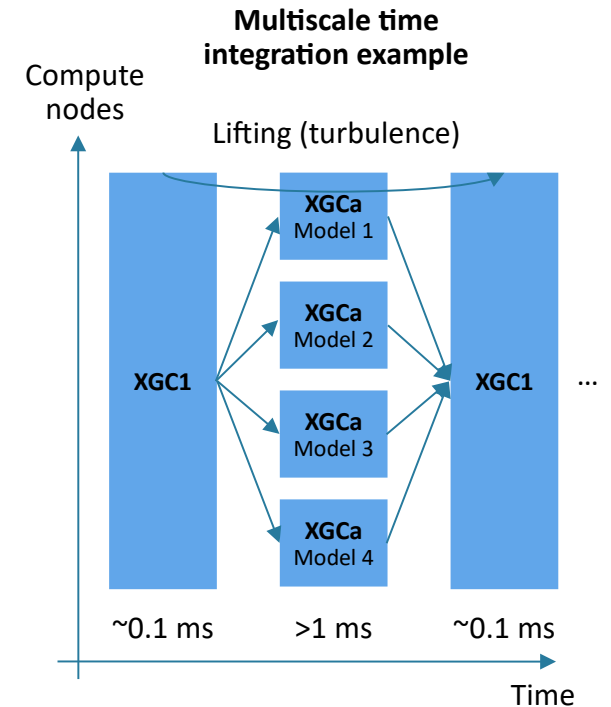 Multiscale time
integration example
Compute
nodes
Lifting (turbulence)
XGCa
Model 1
XGCa
Model 2
XGC1
XGC1
...
XGCa
Model 3
XGCa
Model 4
~0.1 ms
>1 ms
~0.1 ms
Time